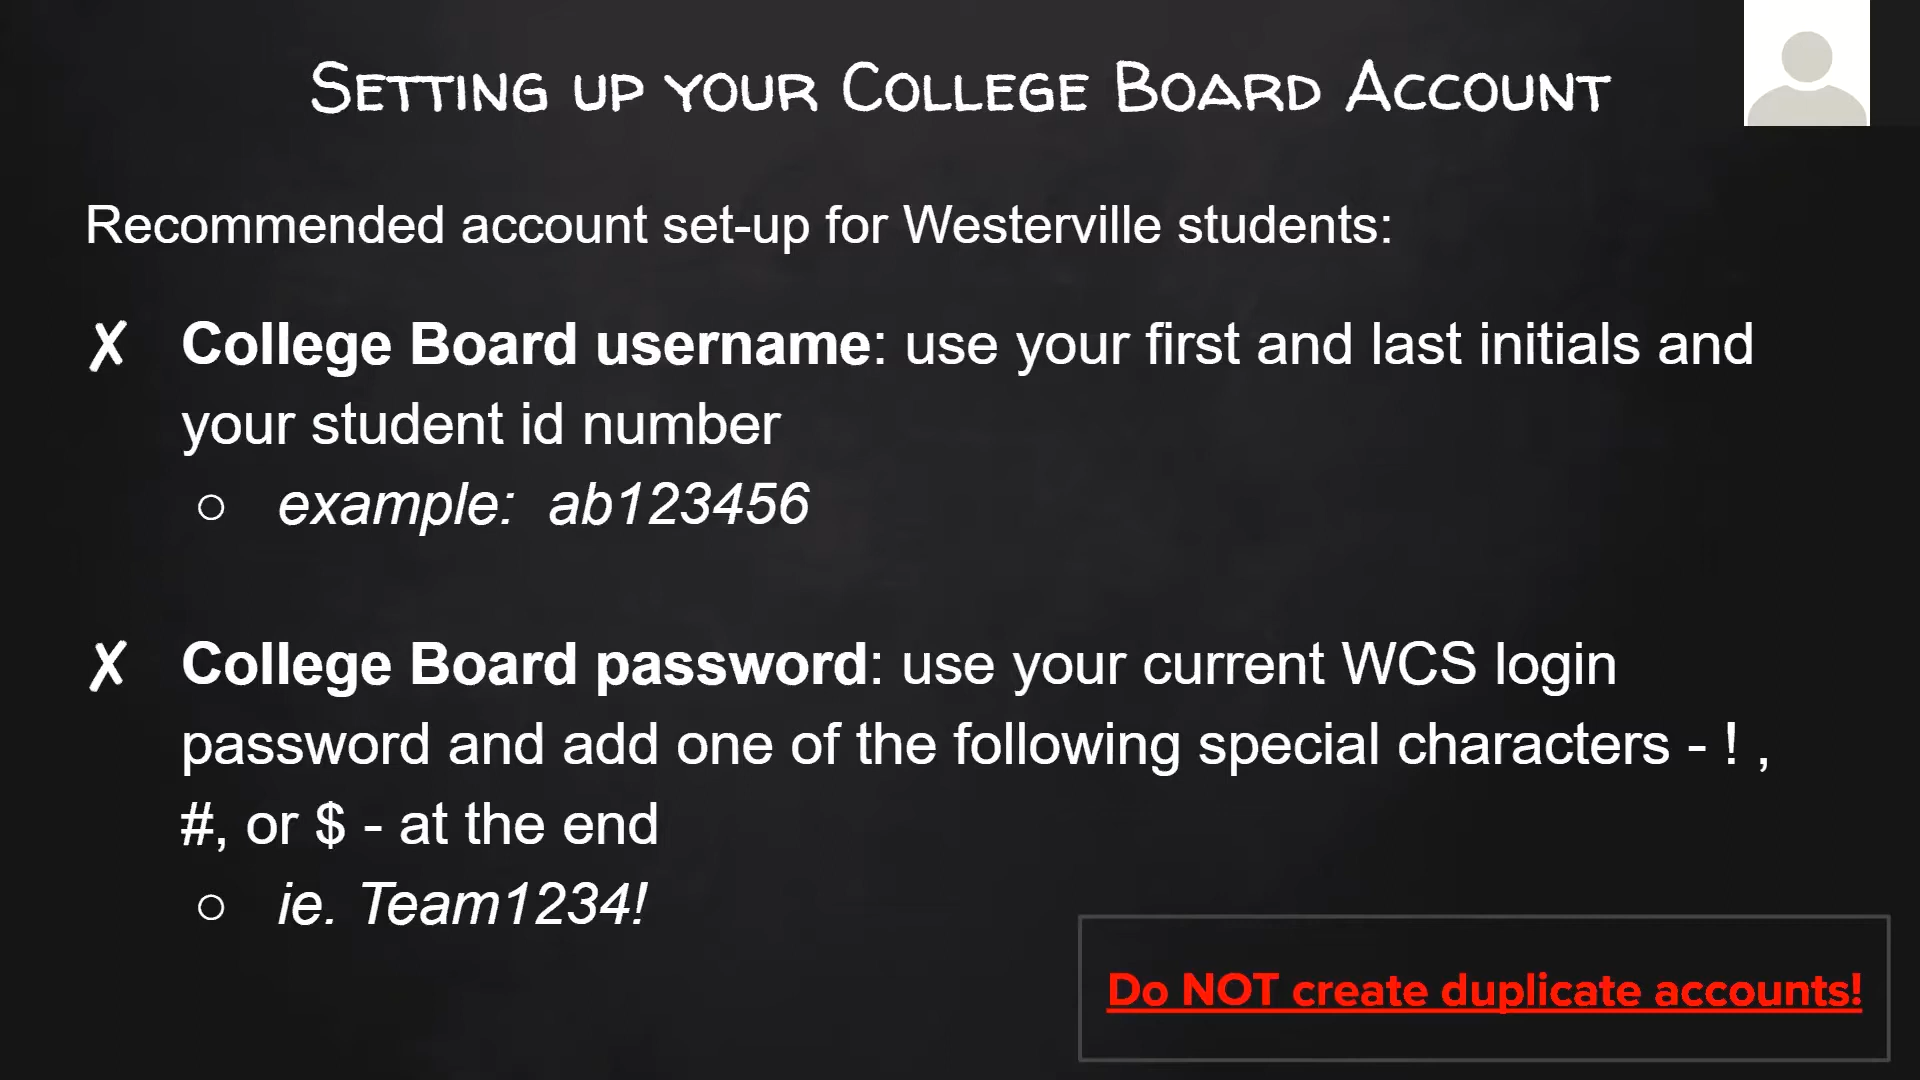 Setting up your College Board Account
Recommended account set-up for Westerville students:
✗ College Board username: use your first and last initials and
your student id number
○ example: ab123456
✗ College Board password: use your current WCS login
password and add one of the following special characters - ! ,
#, or $ - at the end
○ ie. Team1234!
Do NOT create duplicate accounts!